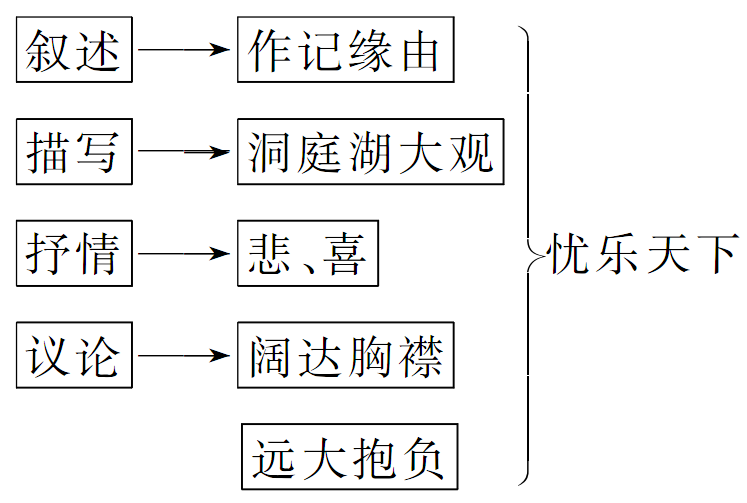 叙述 作记缘由
描写 洞庭湖大观
抒情 悲、喜
忧乐天下
议论 阔达胸襟
远大抱负